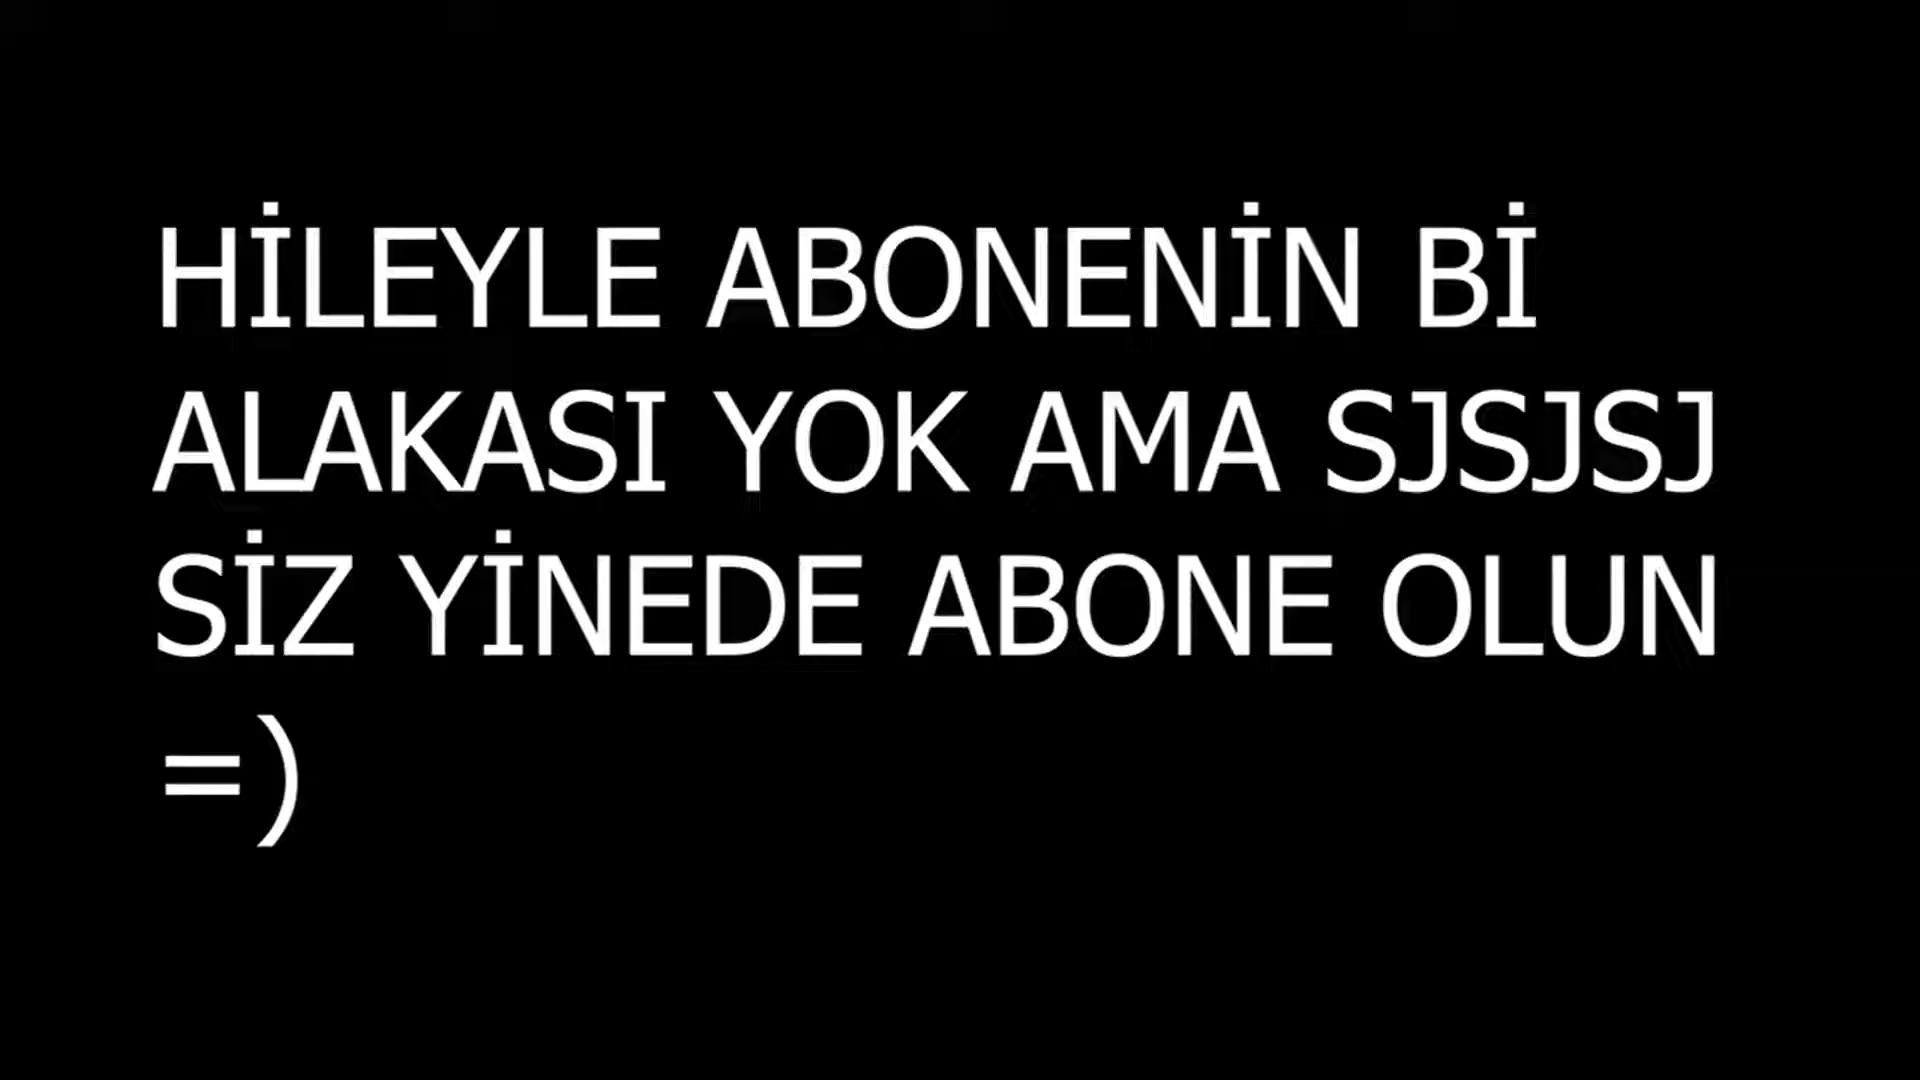 HİLEYLE ABONENİN Bİ
ALAKASI YOK AMA SJSJSJ
SİZ YİNEDE ABONE OLUN
=)